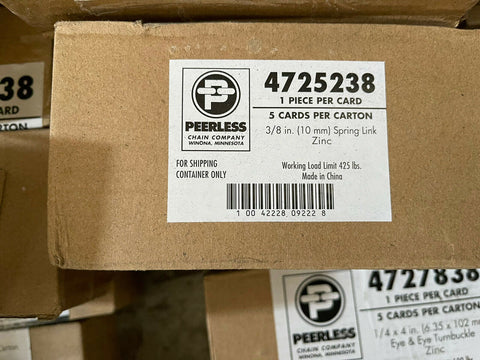 5238
CARD
CARTON
PEERLESS
CHAIN COMPANY
WINONA, MINNESOTA
FOR SHIPPING
CONTAINER ONLY
4725238
1 PIECE PER CARD
5 CARDS PER CARTON
3/8 in. (10 mm) Spring Link
Zinc
Working Load Limit 425 lbs.
Made in China
1 00 42228 09222 8
PEERLESS
CHAIN COMPANY
WINONA, MINNESOTA
4727838
1 PIECE PER CARD
5 CARDS PER CARTON
1/4 x 4 in. (6.35 x 102 mm
Eye & Eye Turnbuckle
Zinc